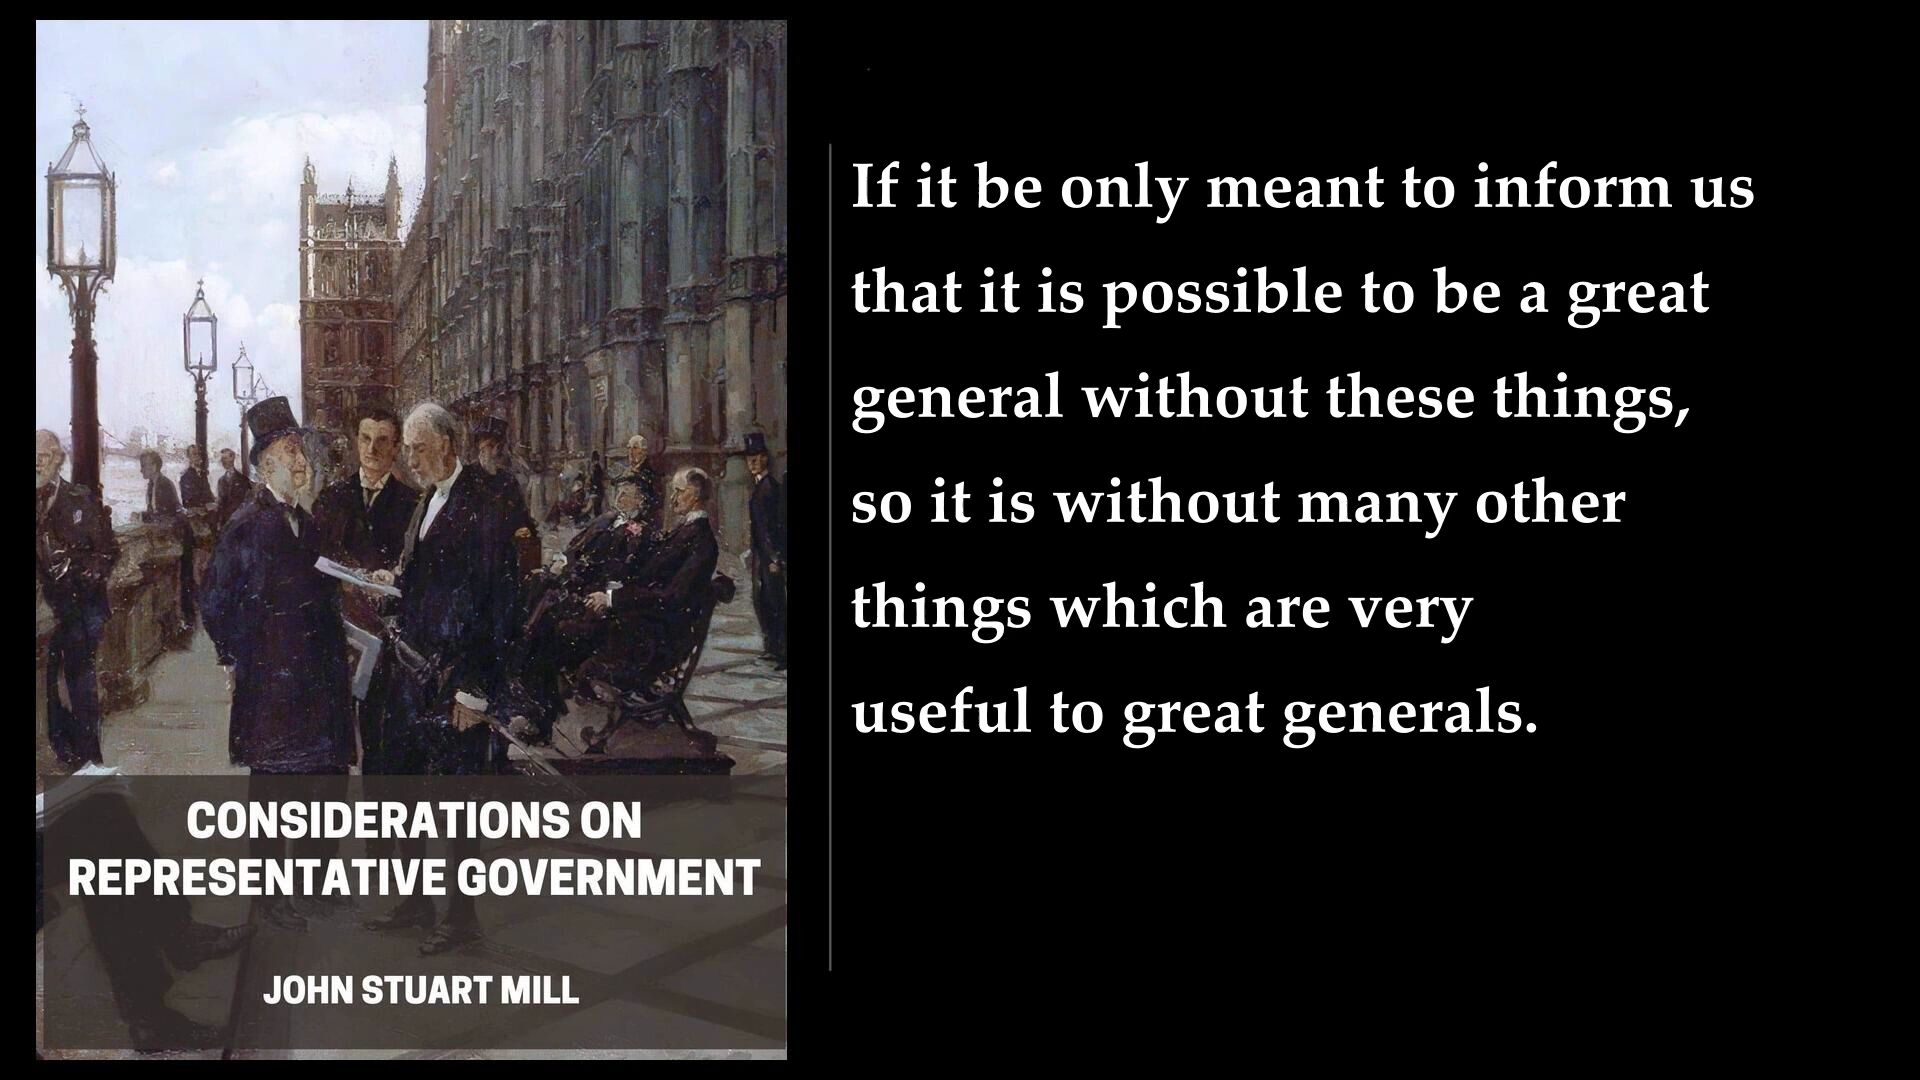 CONSIDERATIONS ON
REPRESENTATIVE GOVERNMENT
JOHN STUART MILL
If it be only meant to inform us
that it is possible to be a great
general without these things,
so it is without many other
things which are very
useful to great generals.